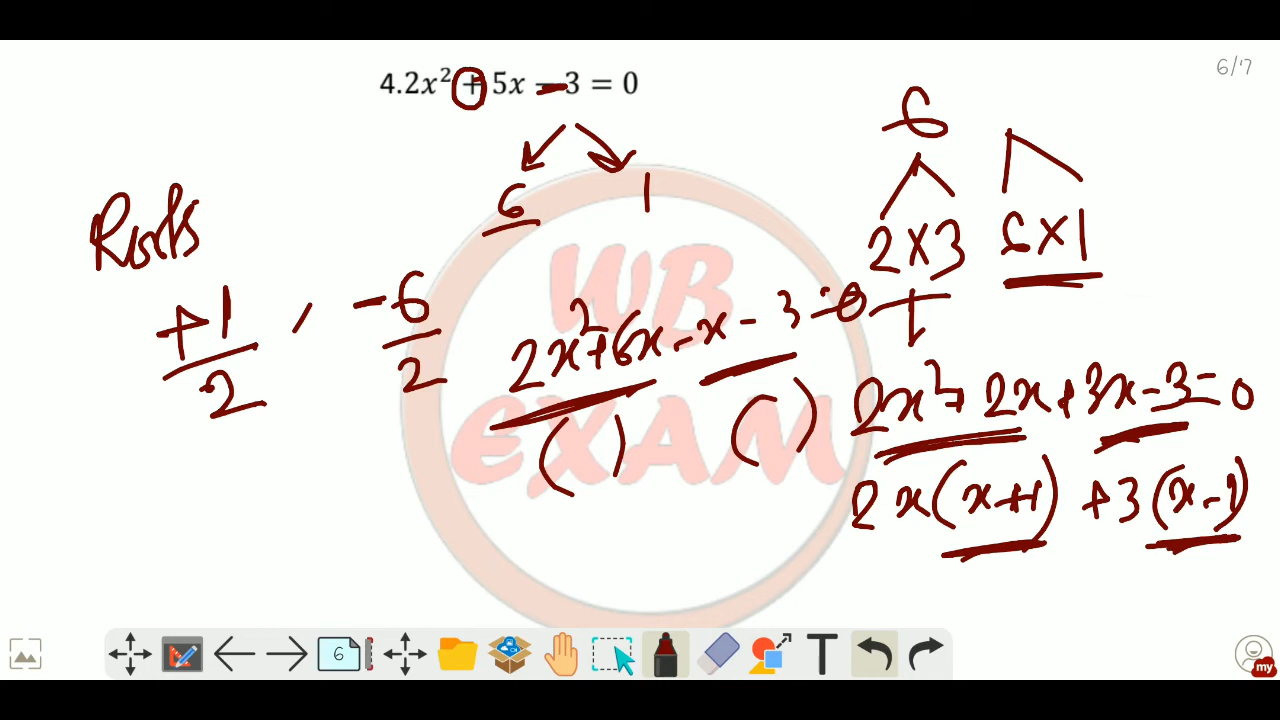 6/7
4.2x² + 5x − 3 = 0
6
6 1
2 X 3 6 X 1
Roots
+1/2 , -6/2
WB
EXAM
2x²+6x-x-3=0
( ) ( )
+
2x²+2x+3x-3=0
2x(x+1) +3(x-1)
6
T
my